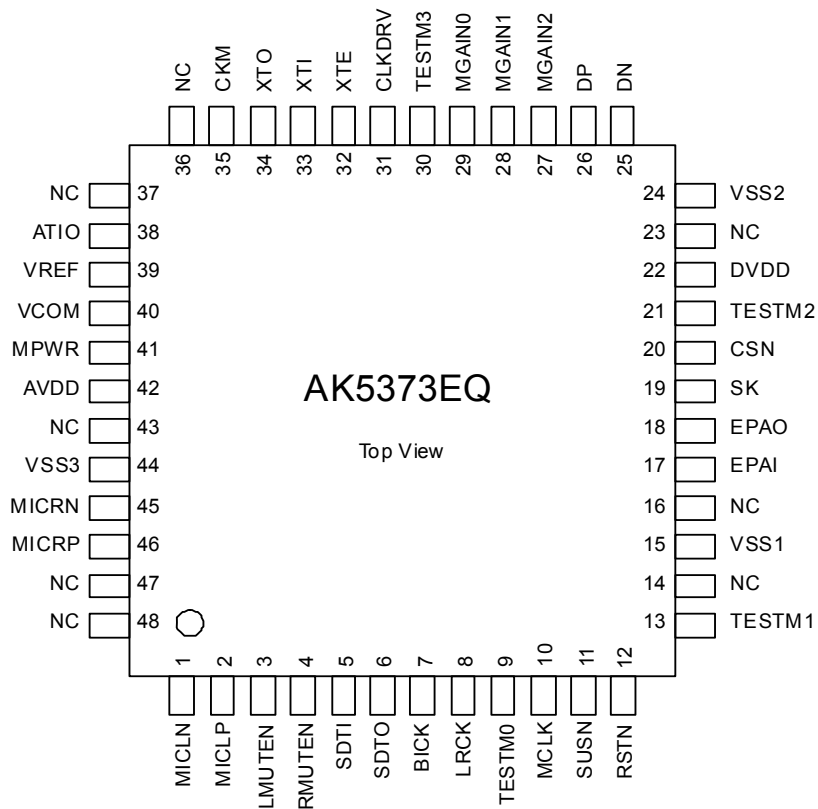 NC
CKM
XTO
XTI
XTE
CLKDRV
TESTM3
MGAIN0
MGAIN1
MGAIN2
DP
DN
36
35
34
33
32
31
30
29
28
27
26
25
NC 37
ATIO 38
VREF 39
VCOM 40
MPWR 41
AVDD 42
NC 43
VSS3 44
MICRN 45
MICRP 46
NC 47
NC 48
AK5373EQ
Top View
24 VSS2
23 NC
22 DVDD
21 TESTM2
20 CSN
19 SK
18 EPAO
17 EPAI
16 NC
15 VSS1
14 NC
13 TESTM1
1
2
3
4
5
6
7
8
9
10
11
12
MICLN
MICLP
LMUTEN
RMUTEN
SDTI
SDTO
BICK
LRCK
TESTM0
MCLK
SUSN
RSTN